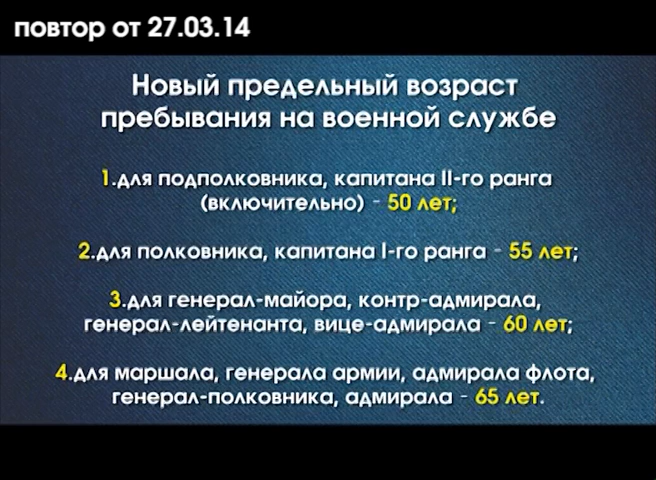 повтор от 27.03.14
Новый предельный возраст
пребывания на военной службе
1.для подполковника, капитана II-го ранга
(включительно) - 50 лет;
2.для полковника, капитана I-го ранга - 55 лет;
3.для генерал-майора, контр-адмирала,
генерал-лейтенанта, вице-адмирала - 60 лет;
4.для маршала, генерала армии, адмирала флота,
генерал-полковника, адмирала - 65 лет.